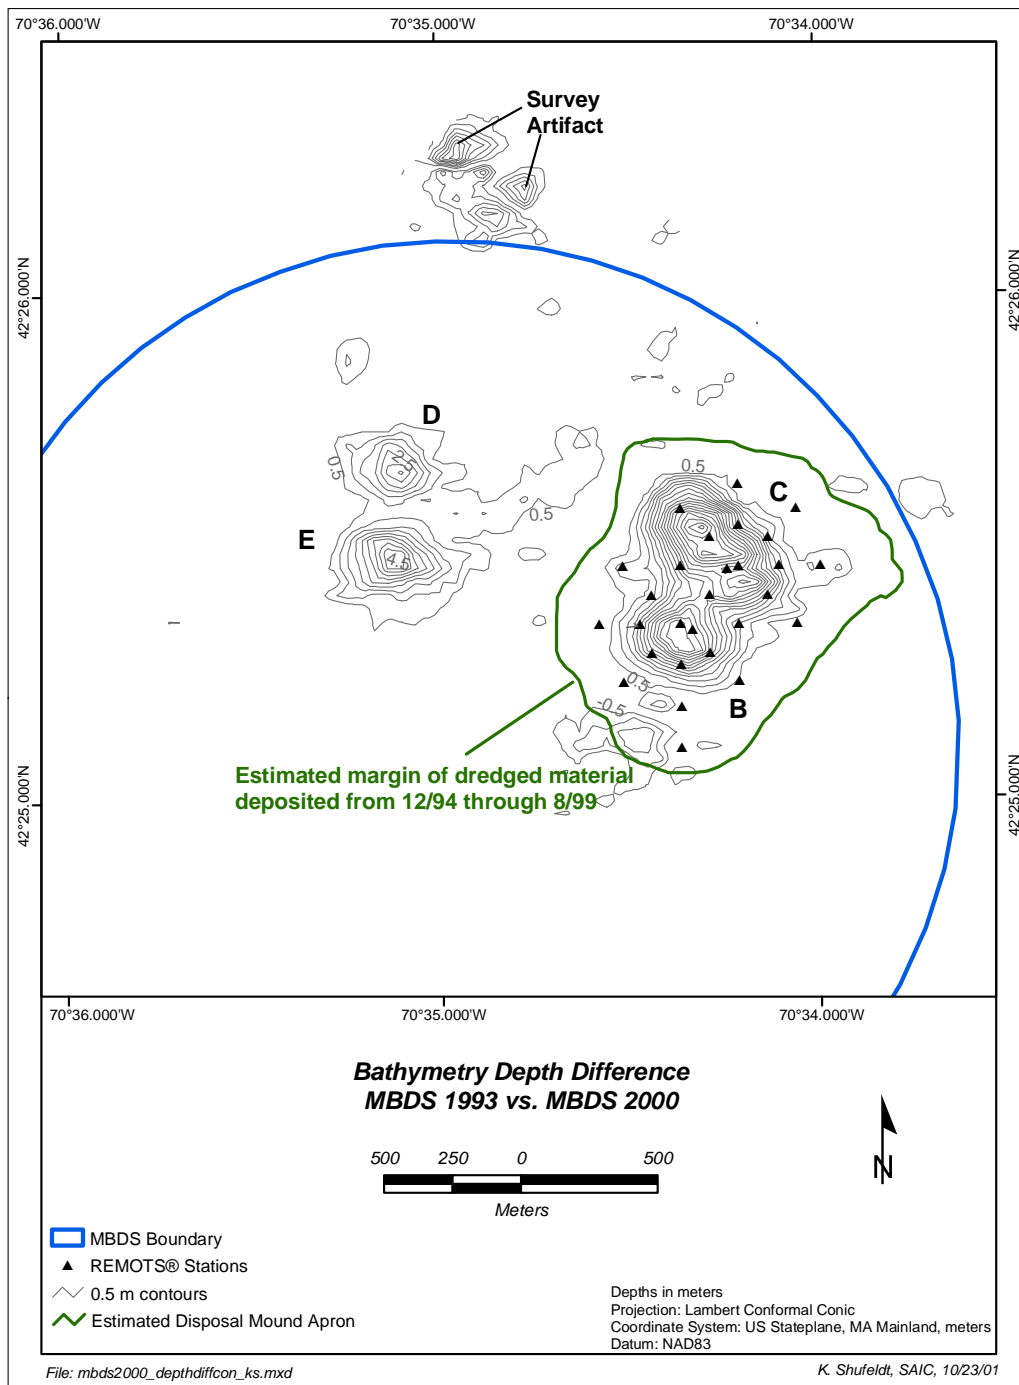 70°36.000'W
70°35.000'W
70°34.000'W
Survey
Artifact
42°26.000'N
42°26.000'N
D
0.5
2.5
0.5
0.5
C
E
4.5
0.5
-0.5
B
Estimated margin of dredged material
deposited from 12/94 through 8/99
42°25.000'N
42°25.000'N
70°36.000'W
70°35.000'W
70°34.000'W
Bathymetry Depth Difference
MBDS 1993 vs. MBDS 2000
500 250 0 500
Meters
N
MBDS Boundary
REMOTS® Stations
0.5 m contours
Estimated Disposal Mound Apron
Depths in meters
Projection: Lambert Conformal Conic
Coordinate System: US Stateplane, MA Mainland, meters
Datum: NAD83
File: mbds2000_depthdiffcon_ks.mxd
K. Shufeldt, SAIC, 10/23/01